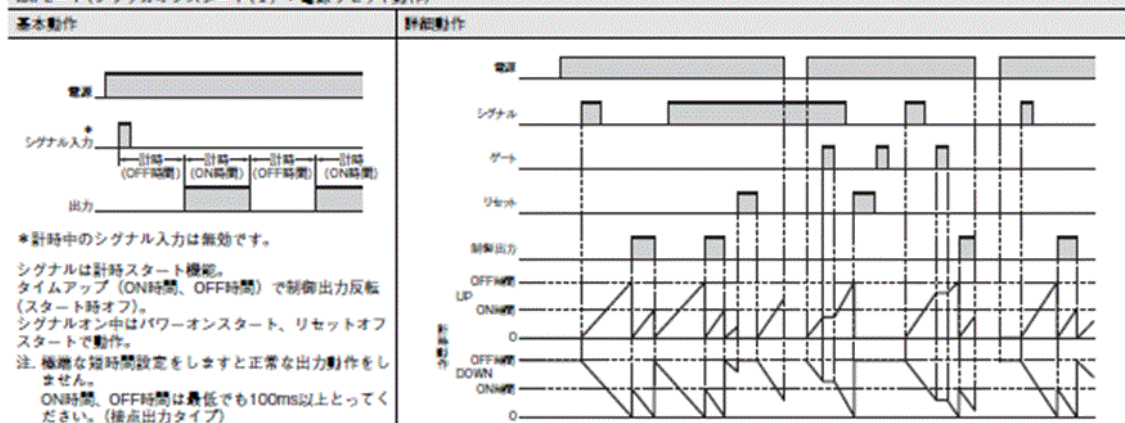 基本動作
詳細動作
電源
*
シグナル入力
計時
(OFF時間)
計時
(ON時間)
計時
(OFF時間)
計時
(ON時間)
出力
*計時中のシグナル入力は無効です。
シグナルは計時スタート機能。
タイムアップ(ON時間、OFF時間)で制御出力反転
(スタート時オフ)。
シグナルオン中はパワーオンスタート、リセットオフ
スタートで動作。
注. 極端な短時間設定をしますと正常な出力動作をし
ません。
ON時間、OFF時間は最低でも100ms以上とってく
ださい。(接点出力タイプ)
電源
シグナル
ゲート
リセット
制御出力
計時動作
OFF時間
UP
ON時間
0
OFF時間
DOWN
ON時間
0